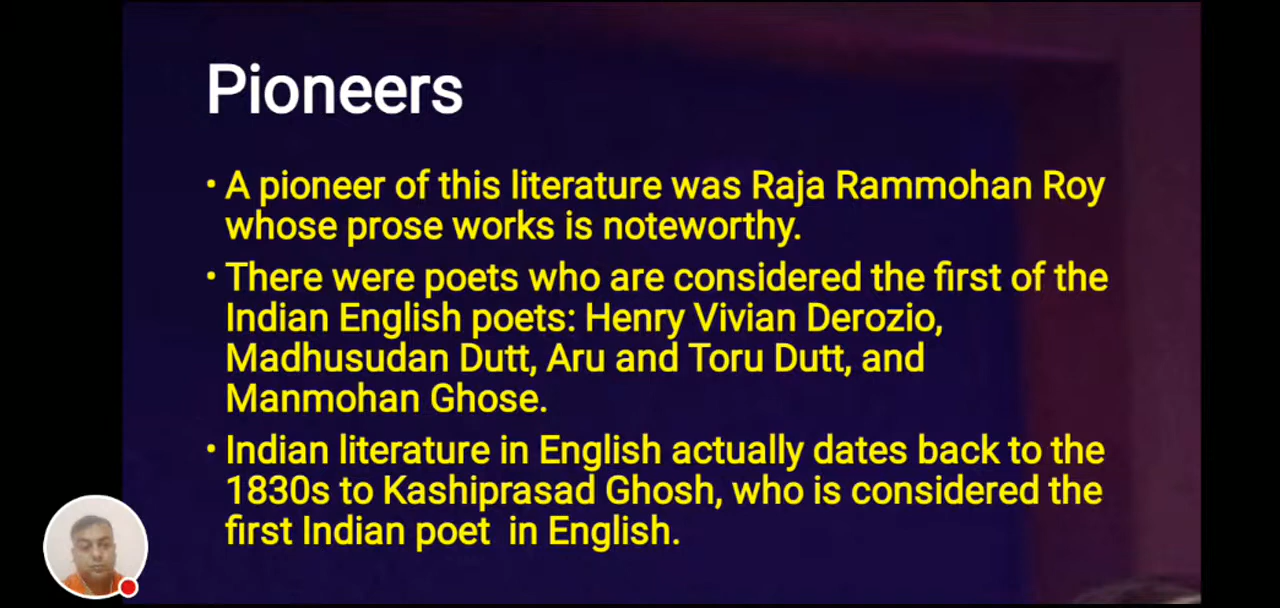 Pioneers
• A pioneer of this literature was Raja Rammohan Roy
whose prose works is noteworthy.
• There were poets who are considered the first of the
Indian English poets: Henry Vivian Derozio,
Madhusudan Dutt, Aru and Toru Dutt, and
Manmohan Ghose.
• Indian literature in English actually dates back to the
1830s to Kashiprasad Ghosh, who is considered the
first Indian poet  in English.